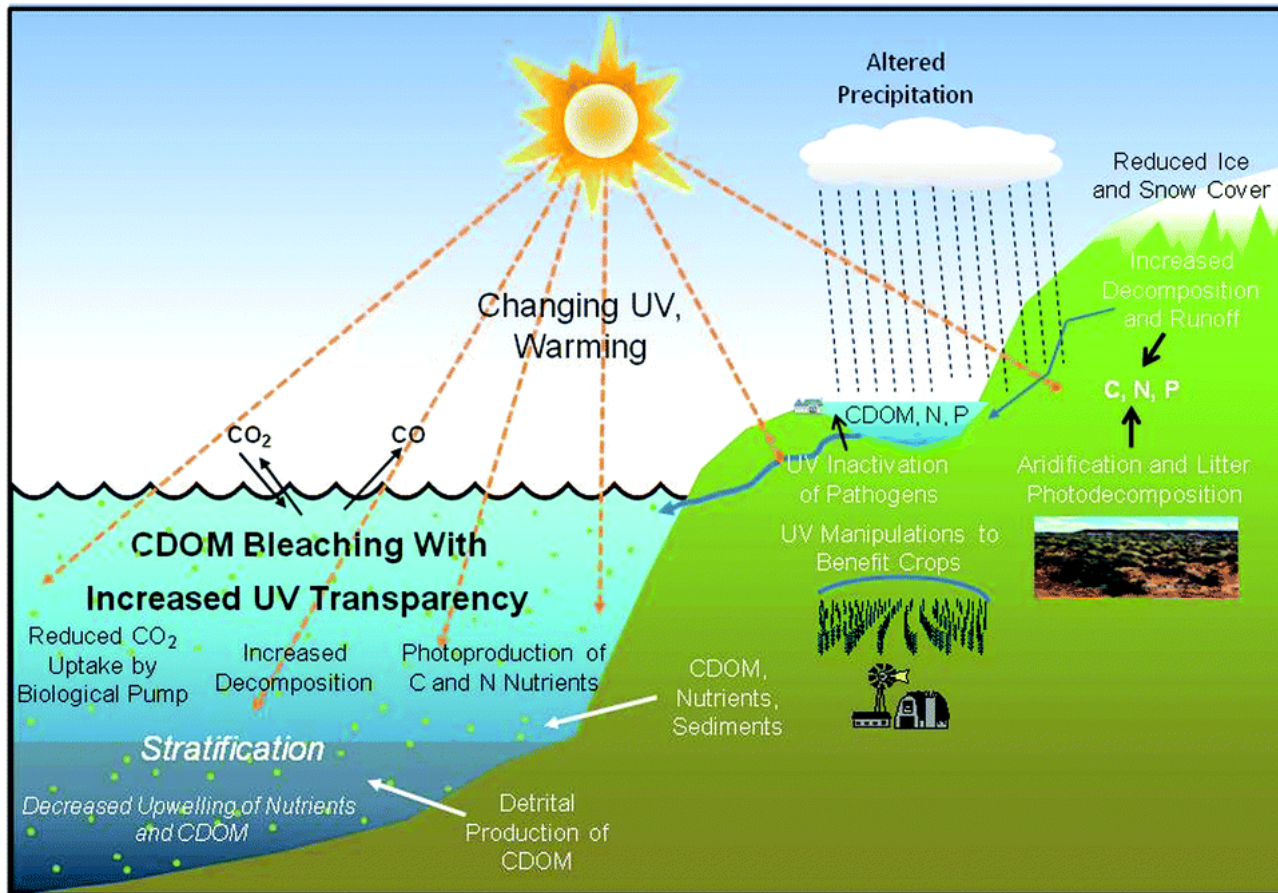 Altered
Precipitation
Reduced Ice
and Snow Cover
Increased
Decomposition
and Runoff
Changing UV,
Warming
C, N, P
CDOM, N, P
CO₂
CO
UV Inactivation
of Pathogens
Aridification and Litter
Photodecomposition
UV Manipulations to
Benefit Crops
CDOM Bleaching With
Increased UV Transparency
Reduced CO₂
Uptake by
Biological Pump
Increased
Decomposition
Photoproduction of
C and N Nutrients
CDOM,
Nutrients,
Sediments
Stratification
Decreased Upwelling of Nutrients
and CDOM
Detrital
Production of
CDOM